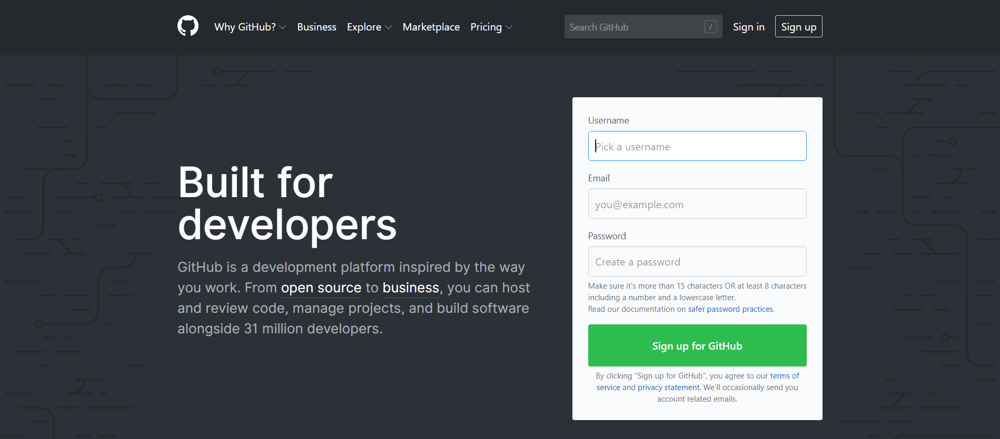 Why GitHub? Business Explore Marketplace Pricing Search GitHub / Sign in Sign up
Built for
developers
GitHub is a development platform inspired by the way
you work. From open source to business, you can host
and review code, manage projects, and build software
alongside 31 million developers.
Username
Pick a username
Email
you@example.com
Password
Create a password
Make sure it's more than 15 characters OR at least 8 characters
including a number and a lowercase letter.
Read our documentation on safer password practices.
Sign up for GitHub
By clicking “Sign up for GitHub”, you agree to our terms of
service and privacy statement. We’ll occasionally send you
account related emails.